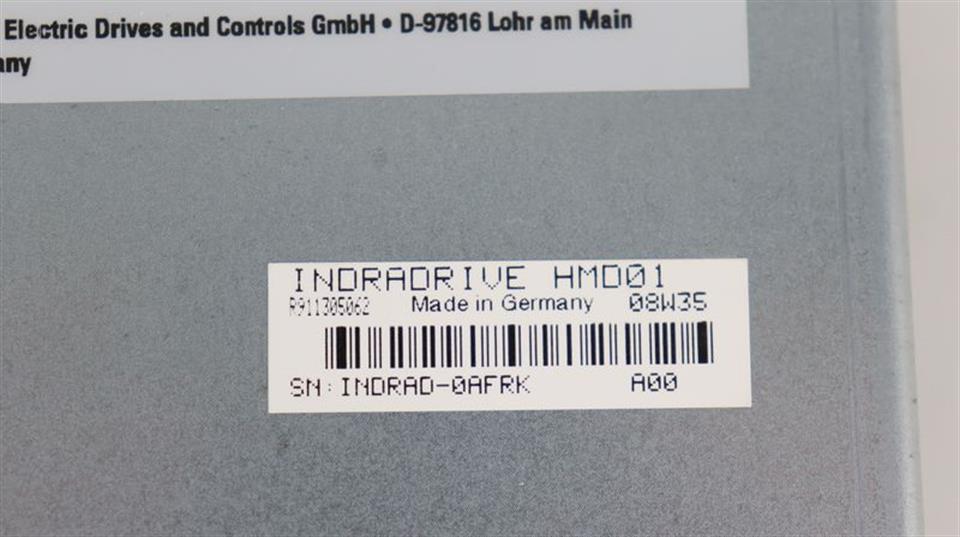 Electric Drives and Controls GmbH • D-97816 Lohr am Main
any
INDRADRIVE HMD01
R911305062 Made in Germany 08W35
SN:INDRAD-0AFRK A00